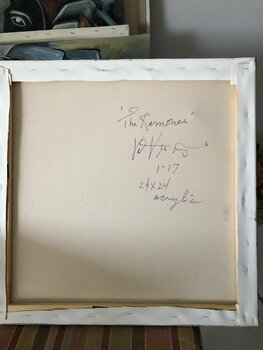 'The Ramones'
1-17
24x24
acrylic